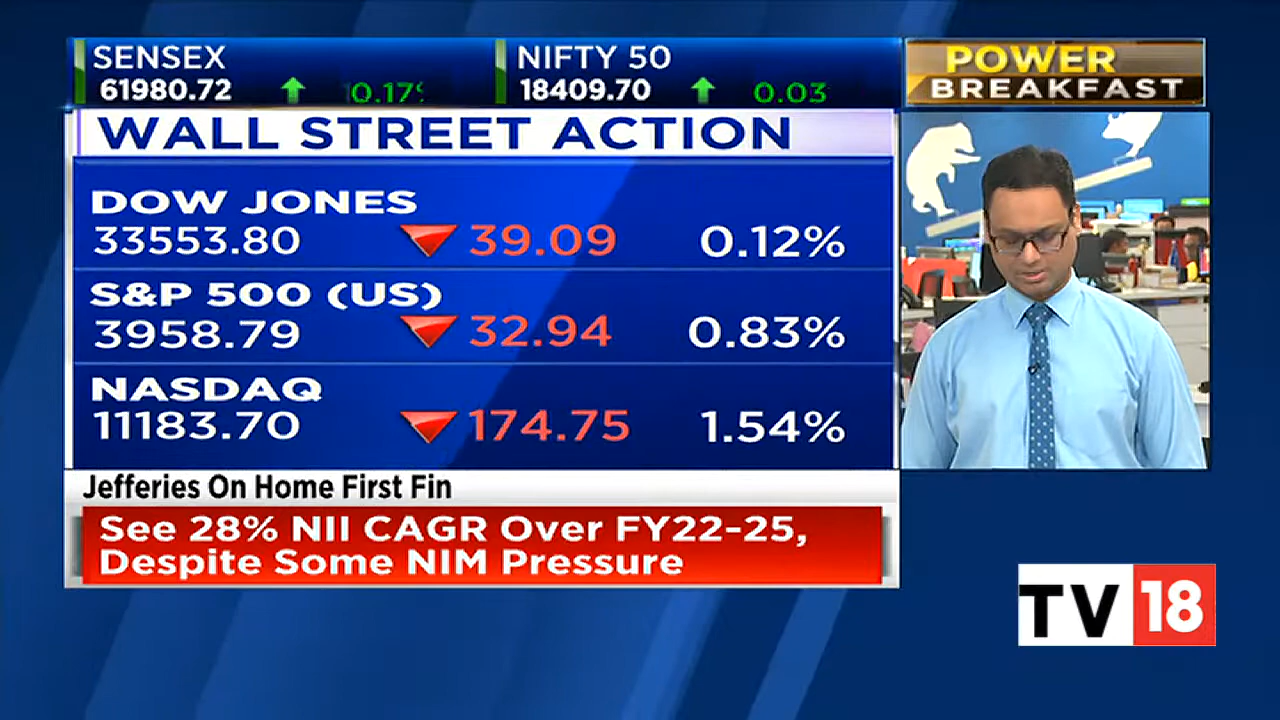 SENSEX
61980.72
NIFTY 50
18409.70 0.03
POWER
BREAKFAST
WALL STREET ACTION
DOW JONES
33553.80 39.09 0.12%
S&P 500 (US)
3958.79 32.94 0.83%
NASDAQ
11183.70 174.75 1.54%
Jefferies On Home First Fin
See 28% NII CAGR Over FY22-25,
Despite Some NIM Pressure
TV18